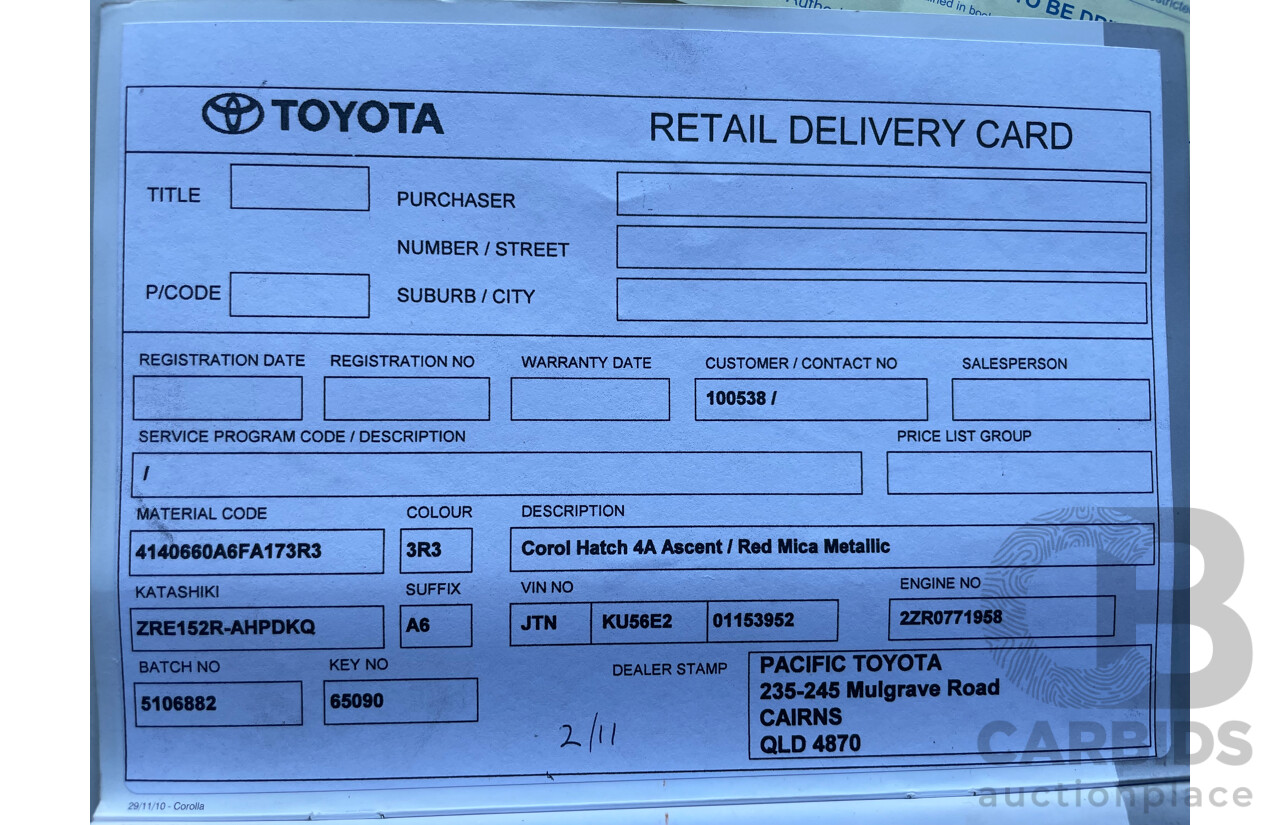 TO BE
TOYOTA
RETAIL DELIVERY CARD
TITLE
PURCHASER
NUMBER / STREET
P/CODE
SUBURB / CITY
REGISTRATION DATE REGISTRATION NO WARRANTY DATE CUSTOMER / CONTACT NO SALESPERSON
100538 /
SERVICE PROGRAM CODE / DESCRIPTION PRICE LIST GROUP
/
MATERIAL CODE COLOUR DESCRIPTION
4140660A6FA173R3 3R3 Corol Hatch 4A Ascent / Red Mica Metallic
KATASHIKI SUFFIX VIN NO ENGINE NO
ZRE152R-AHPDKQ A6 JTN KU56E2 01153952 2ZR0771958
BATCH NO KEY NO DEALER STAMP
5106882 65090
PACIFIC TOYOTA
235-245 Mulgrave Road
CAIRNS
QLD 4870
2/11
29/11/10 - Corolla
CARBIDS
auctionplace